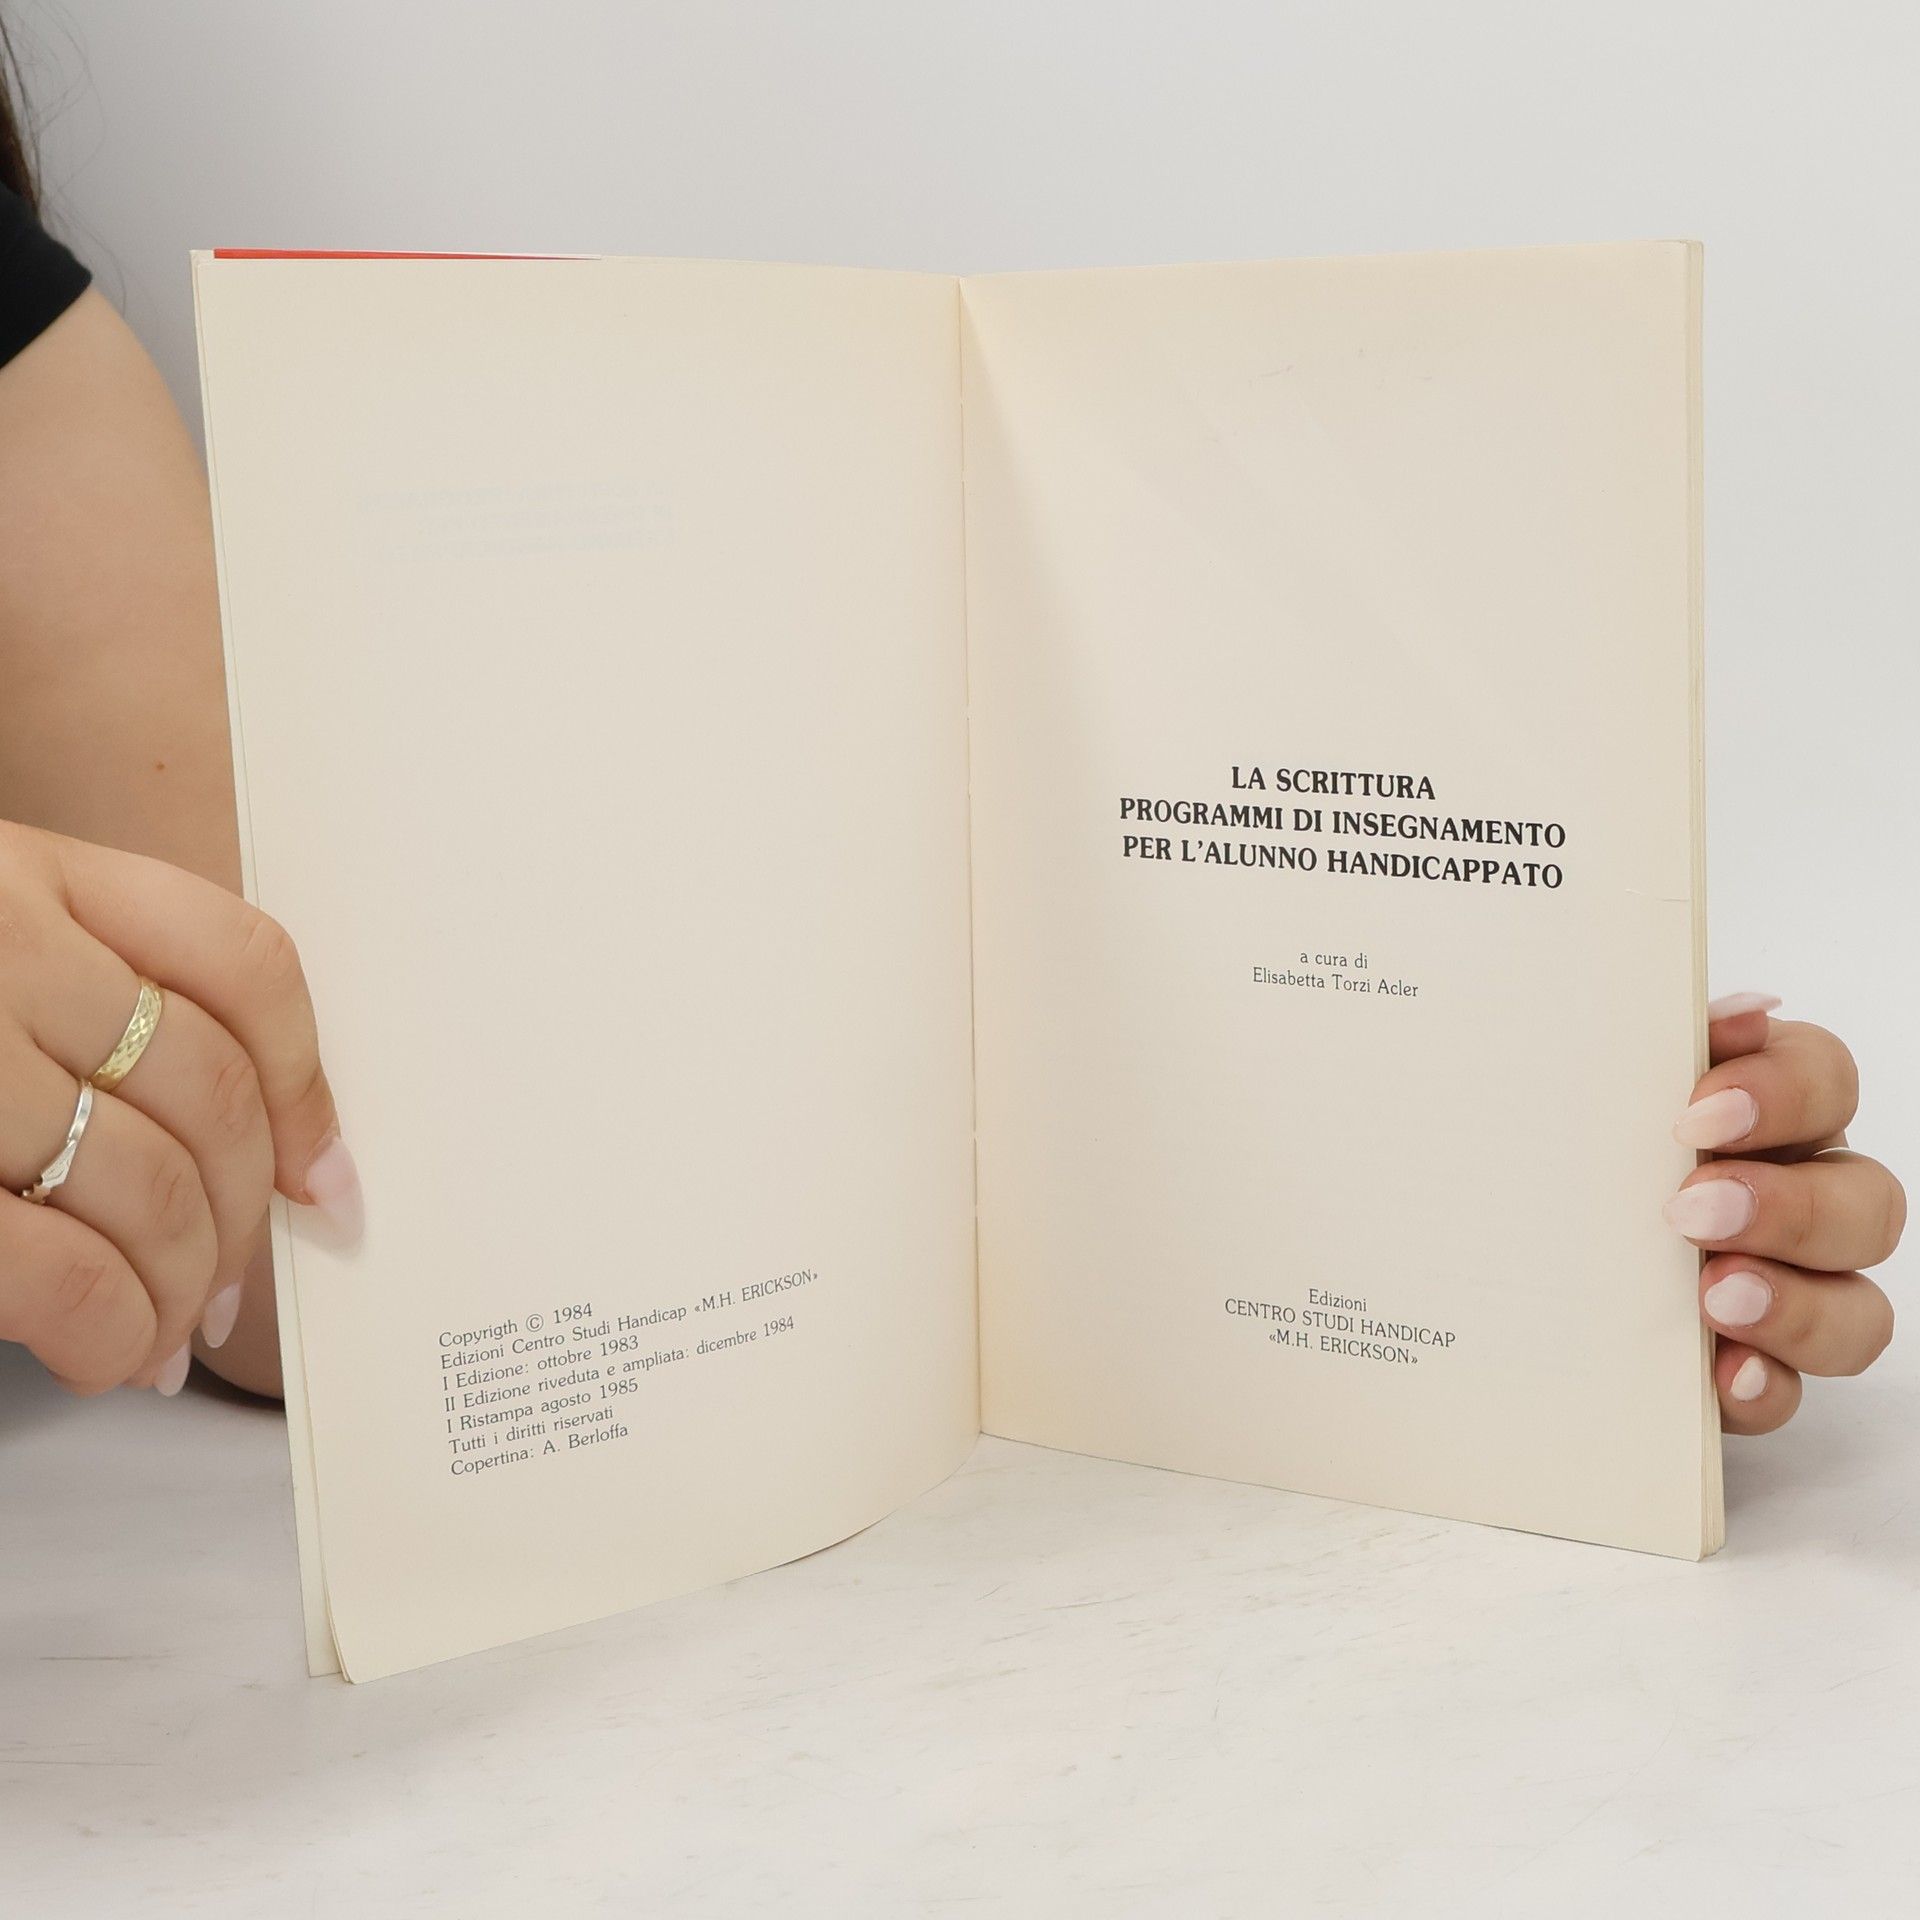 Copyrigth © 1984
Edizioni Centro Studi Handicap «M.H. ERICKSON»
I Edizione: ottobre 1983
II Edizione riveduta e ampliata: dicembre 1984
I Ristampa agosto 1985
Tutti i diritti riservati
Copertina: A. Berloffa
LA SCRITTURA
PROGRAMMI DI INSEGNAMENTO
PER L'ALUNNO HANDICAPPATO
a cura di
Elisabetta Torzi Acler
Edizioni
CENTRO STUDI HANDICAP
«M.H. ERICKSON»